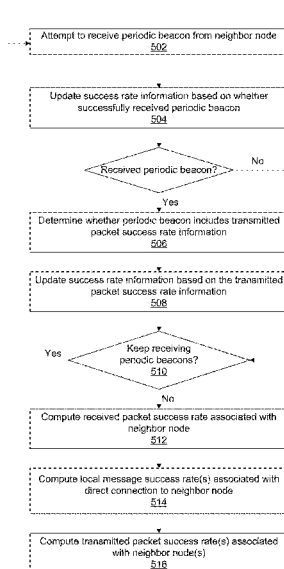 Attempt to receive periodic beacon from neighbor node
502
Update success rate information based on whether
successfully received periodic beacon
504
Received periodic beacon?
No
Yes
Determine whether periodic beacon includes transmitted
packet success rate information
506
Update success rate information based on the transmitted
packet success rate information
508
Yes
Keep receiving
periodic beacons?
510
No
Compute received packet success rate associated with
neighbor node
512
Compute local message success rate(s) associated with
direct connection to neighbor node
514
Compute transmitted packet success rate(s) associated
with neighbor node(s)
516